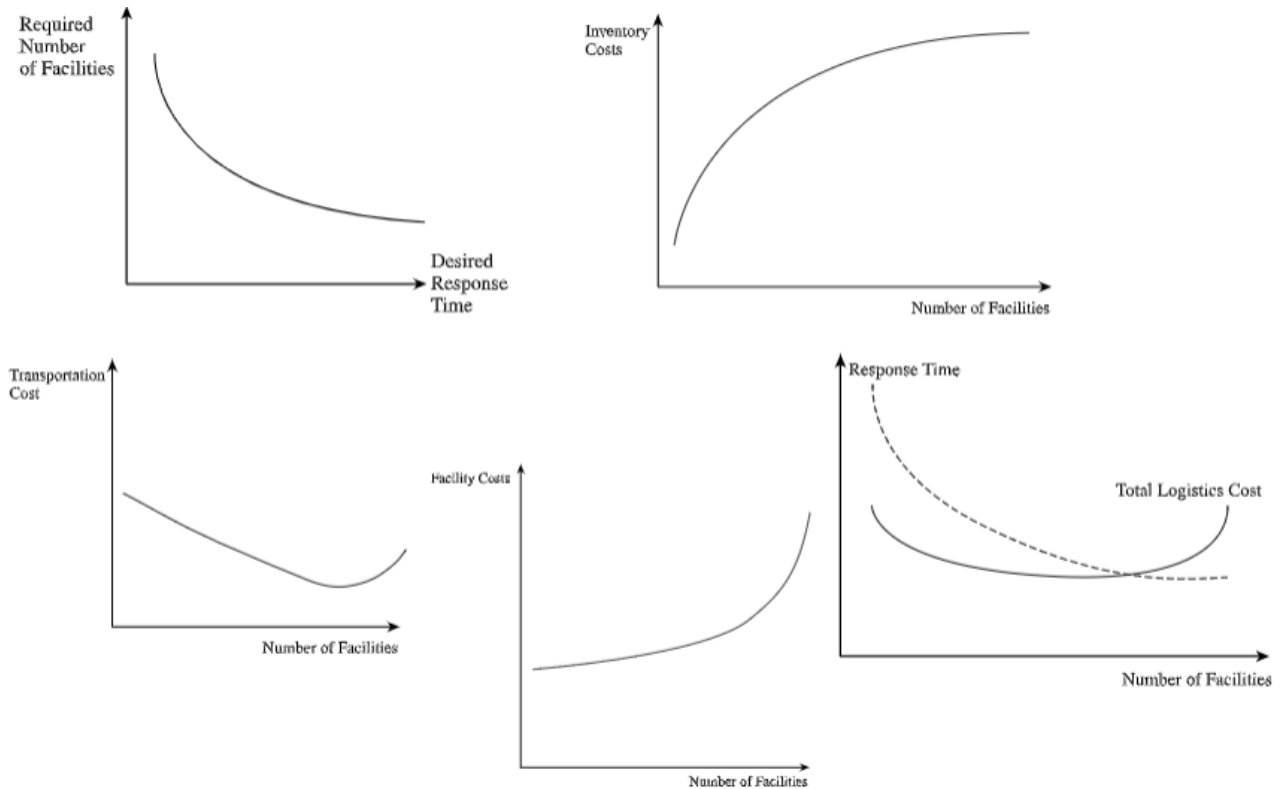 Required
Number
of Facilities
Desired
Response
Time
Inventory
Costs
Number of Facilities
Transportation
Cost
Number of Facilities
Facility Costs
Number of Facilities
Response Time
Total Logistics Cost
Number of Facilities